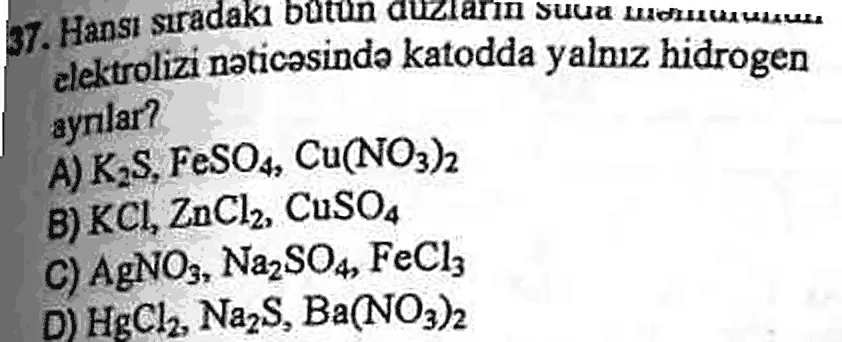 37. Hansı sıradakı bütün duzların suda
elektrolizi nəticəsində katodda yalnız hidrogen
ayrılar?
A) K₂S, FeSO₄, Cu(NO₃)₂
B) KCl, ZnCl₂, CuSO₄
C) AgNO₃, Na₂SO₄, FeCl₃
D) HgCl₂, Na₂S, Ba(NO₃)₂